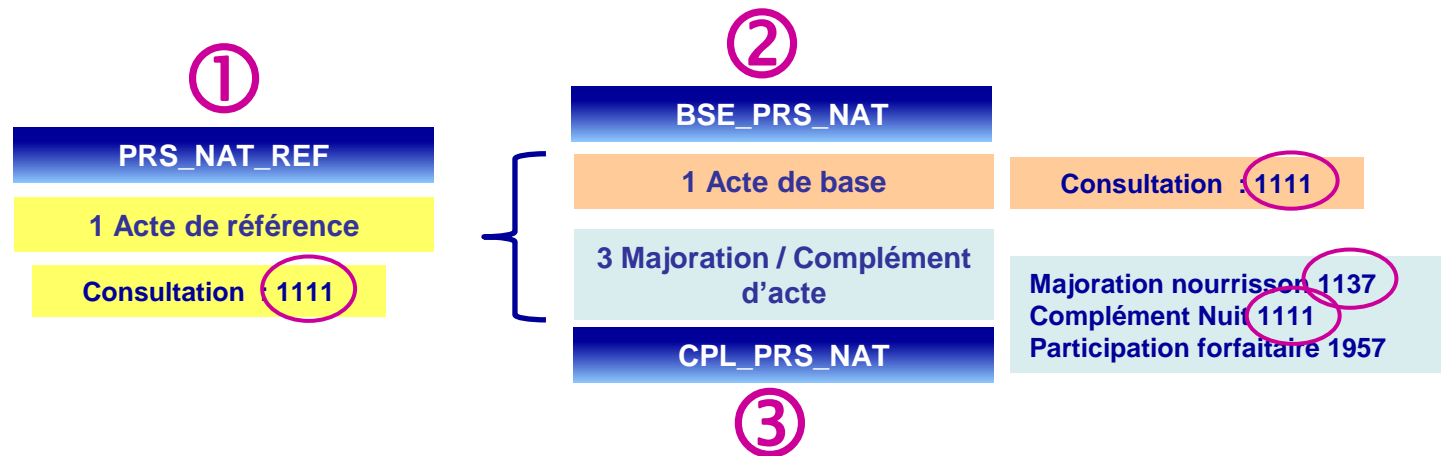 ①
PRS_NAT_REF
1 Acte de référence
Consultation : 1111
②
BSE_PRS_NAT
1 Acte de base
Consultation : 1111
3 Majoration / Complément
d'acte
Majoration nourrisson 1137
Complément Nuit 1111
Participation forfaitaire 1957
CPL_PRS_NAT
③